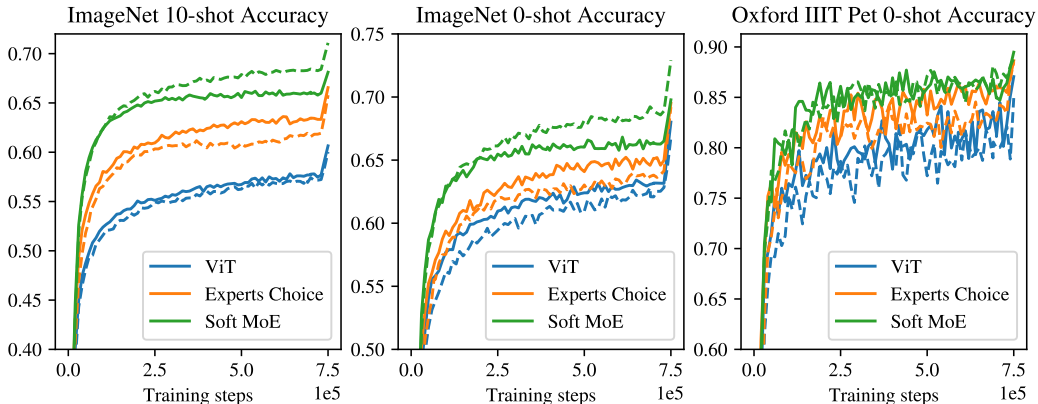 ImageNet 10-shot Accuracy
0.70
0.65
0.60
0.55
0.50
0.45
0.40
0.0 2.5 5.0 7.5
1e5
Training steps
ViT
Experts Choice
Soft MoE
ImageNet 0-shot Accuracy
0.75
0.70
0.65
0.60
0.55
0.50
0.0 2.5 5.0 7.5
1e5
Training steps
ViT
Experts Choice
Soft MoE
Oxford IIIT Pet 0-shot Accuracy
0.90
0.85
0.80
0.75
0.70
0.65
0.60
0.0 2.5 5.0 7.5
1e5
Training steps
ViT
Experts Choice
Soft MoE